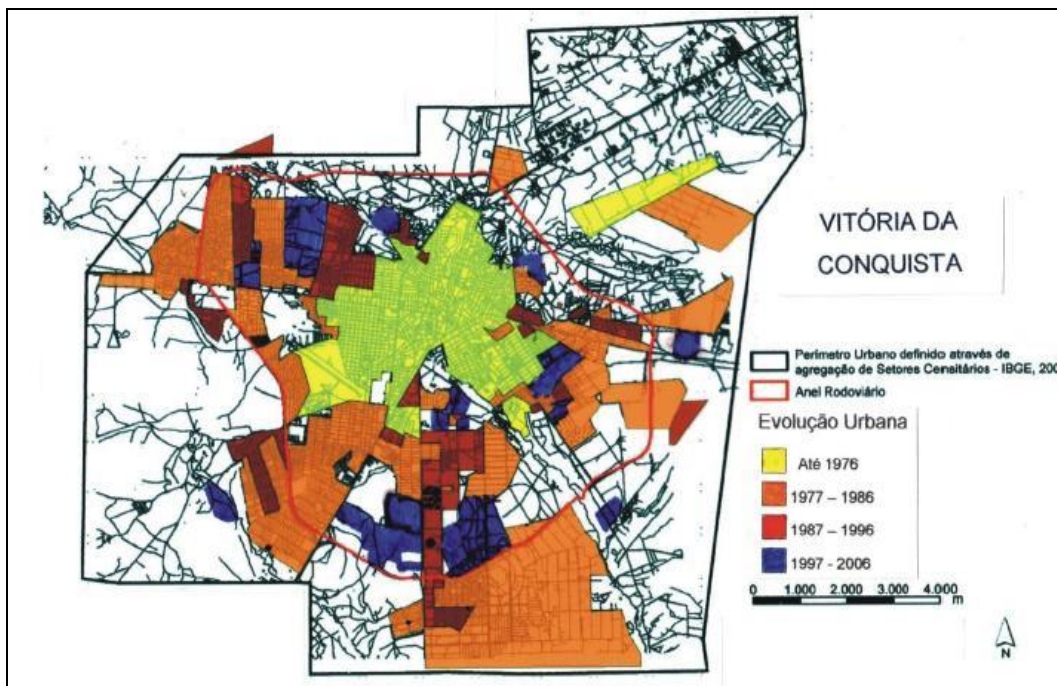 VITÓRIA DA
CONQUISTA
Perímetro Urbano definido através de
agregação de Setores Censitários - IBGE, 200
Anel Rodoviário
Evolução Urbana
Até 1976
1977 – 1986
1987 – 1996
1997 - 2006
0 1.000 2.000 3.000 4.000
m
N